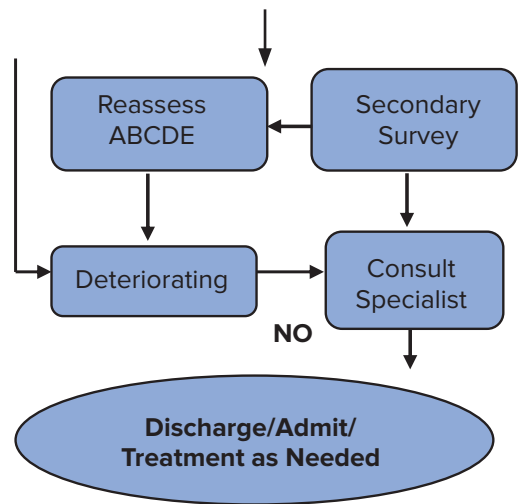 Reassess
ABCDE
Secondary
Survey
Deteriorating
Consult
Specialist
NO
Discharge/Admit/
Treatment as Needed